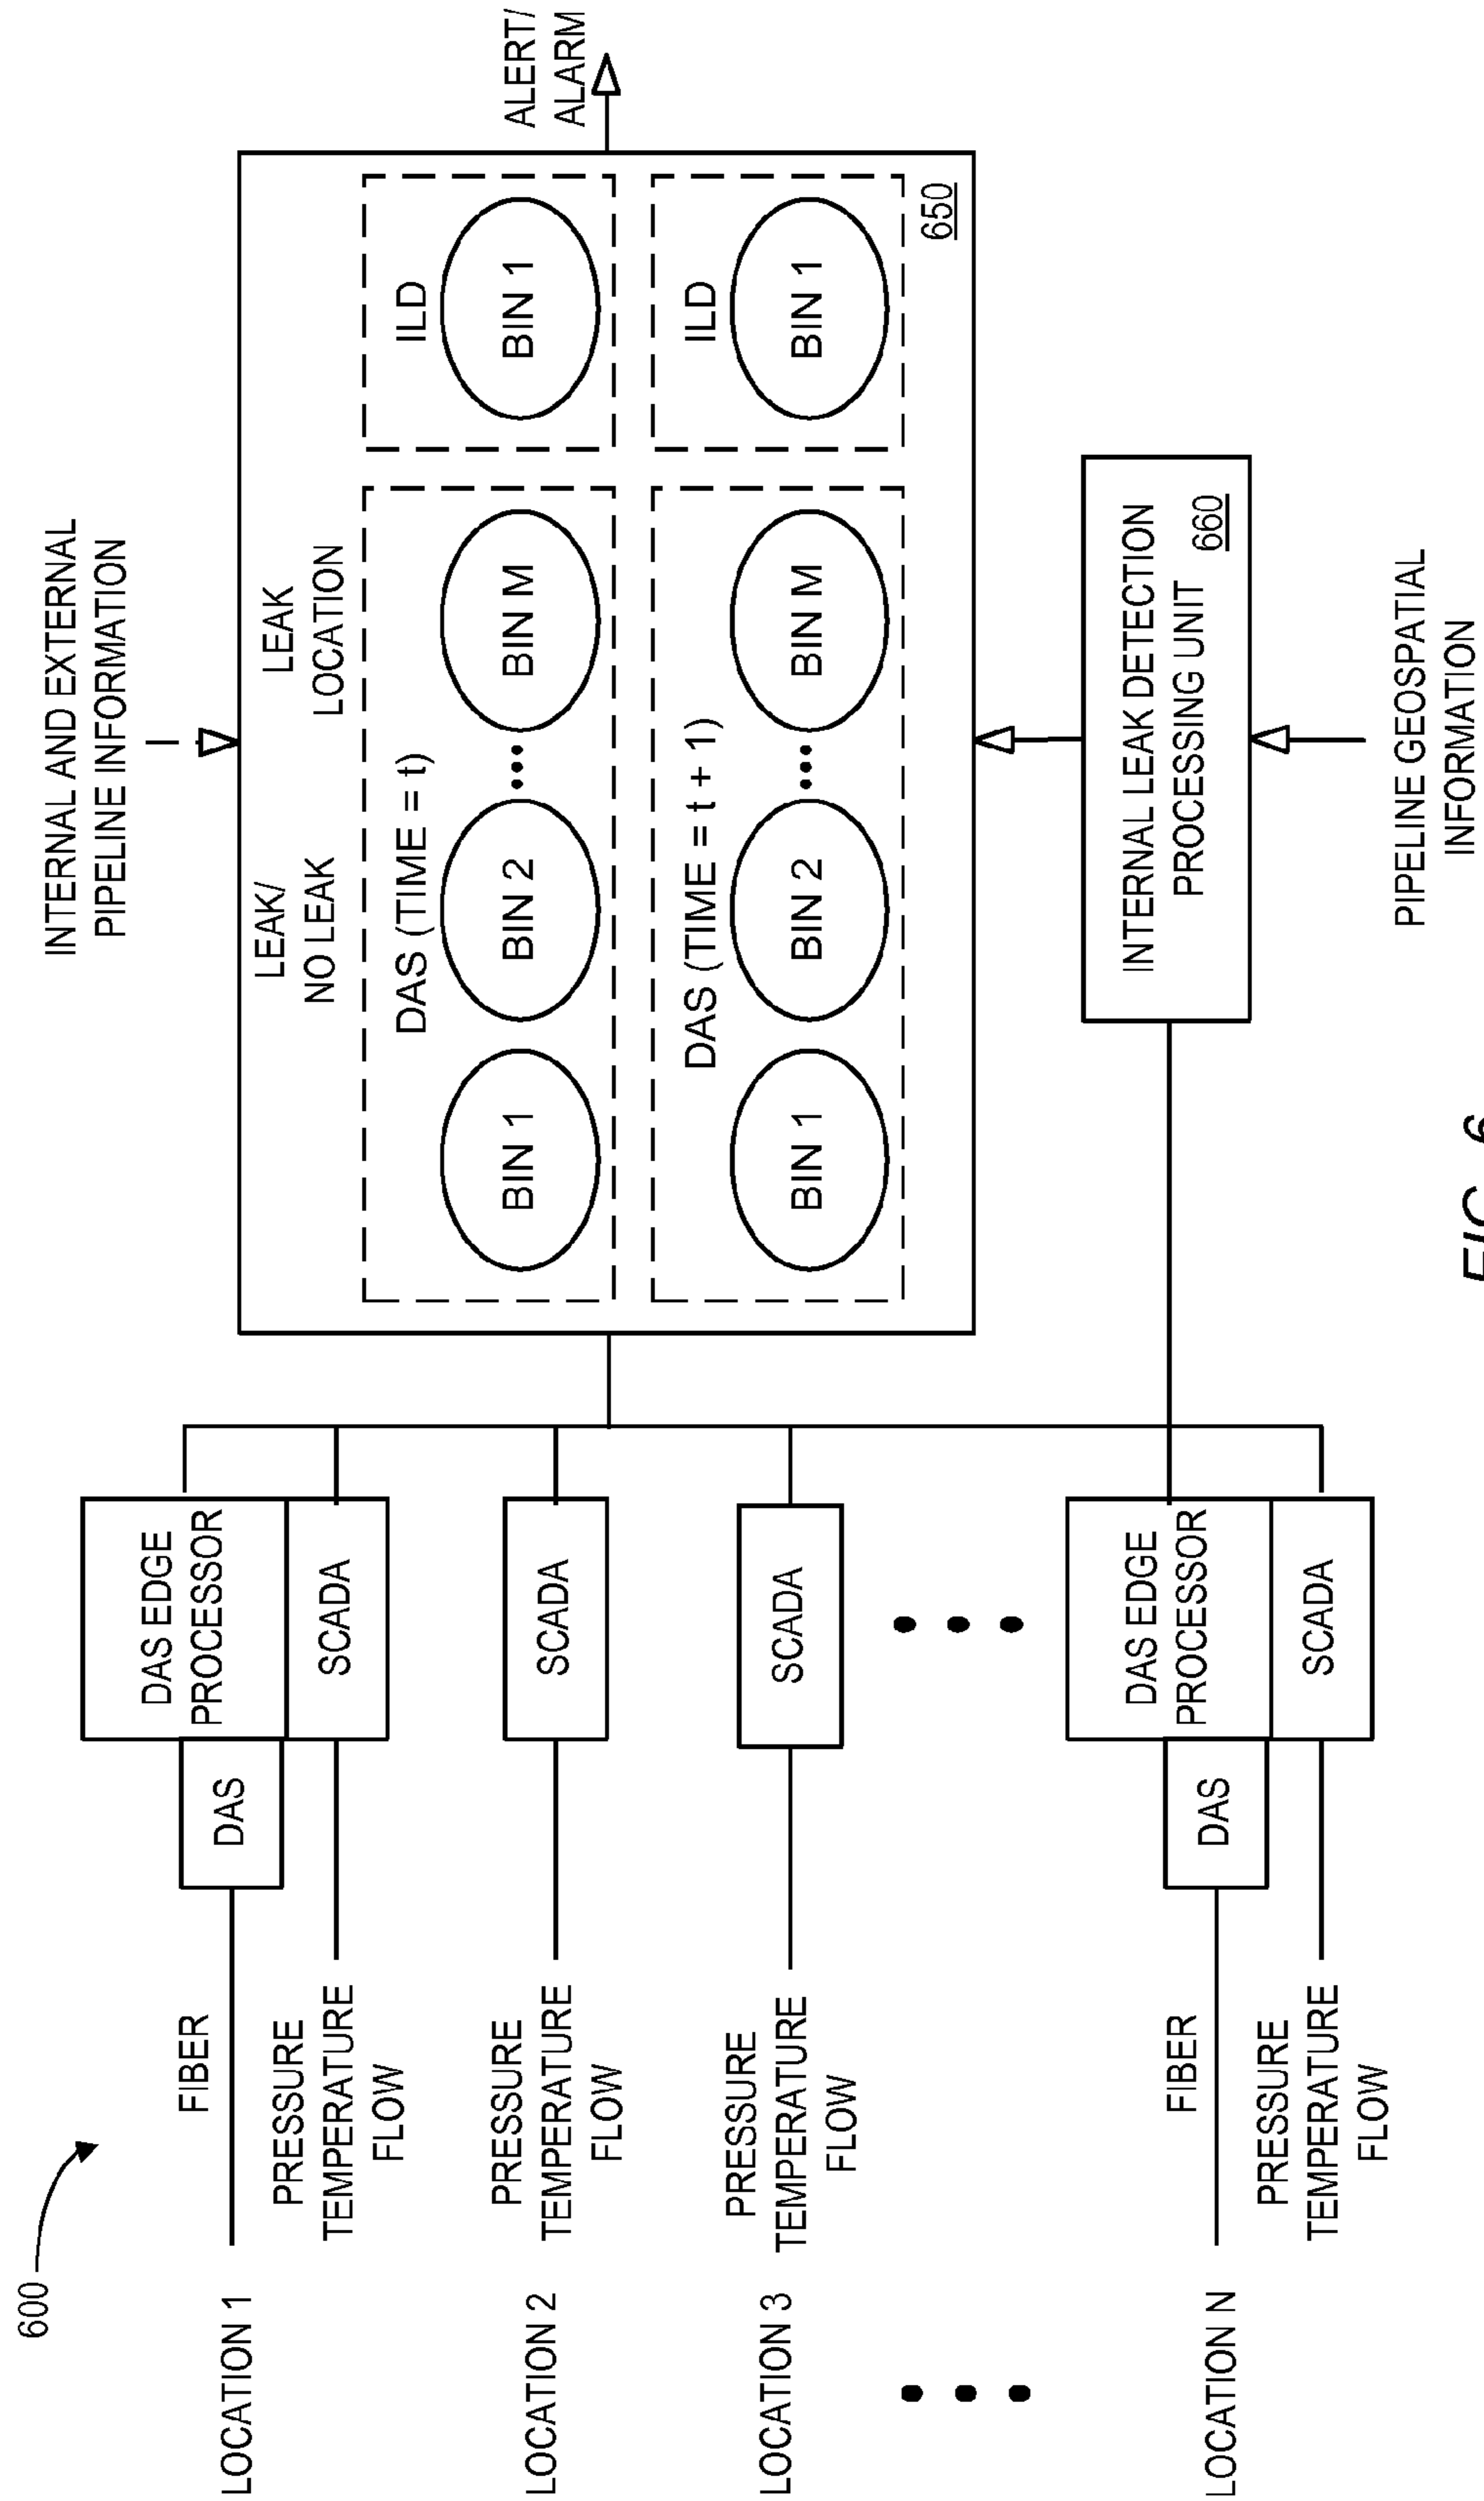 600
LOCATION 1
FIBER
PRESSURE
TEMPERATURE
FLOW
DAS
DAS EDGE
PROCESSOR
SCADA
LOCATION 2
PRESSURE
TEMPERATURE
FLOW
SCADA
LOCATION 3
PRESSURE
TEMPERATURE
FLOW
SCADA
LOCATION N
FIBER
PRESSURE
TEMPERATURE
FLOW
DAS
DAS EDGE
PROCESSOR
SCADA
INTERNAL AND EXTERNAL
PIPELINE INFORMATION
LEAK/
NO LEAK
LEAK
LOCATION
DAS (TIME = t)
BIN 1
BIN 2
BIN M
ILD
BIN 1
DAS (TIME = t + 1)
BIN 1
BIN 2
BIN M
ILD
BIN 1
650
ALERT/
ALARM
INTERNAL LEAK DETECTION
PROCESSING UNIT
660
PIPELINE GEOSPATIAL
INFORMATION
FIG. 6